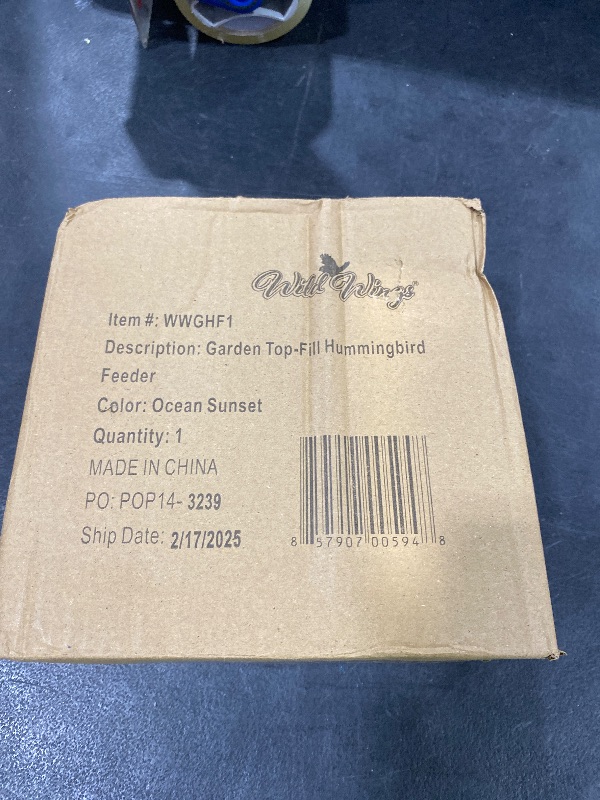 Wild Wings
Item #: WWGHF1
Description: Garden Top-Fill Hummingbird
Feeder
Color: Ocean Sunset
Quantity: 1
MADE IN CHINA
PO: POP14- 3239
Ship Date: 2/17/2025
8 57907 00594 8